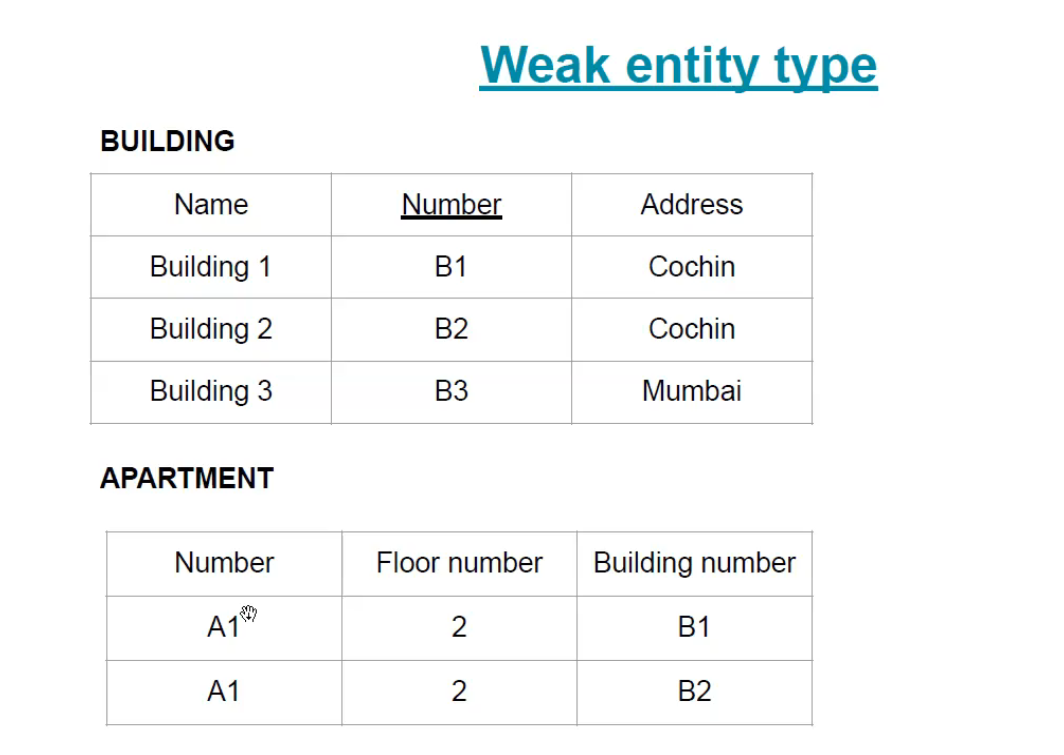 Weak entity type
BUILDING
Name Number Address
Building 1 B1 Cochin
Building 2 B2 Cochin
Building 3 B3 Mumbai
APARTMENT
Number Floor number Building number
A1 2 B1
A1 2 B2